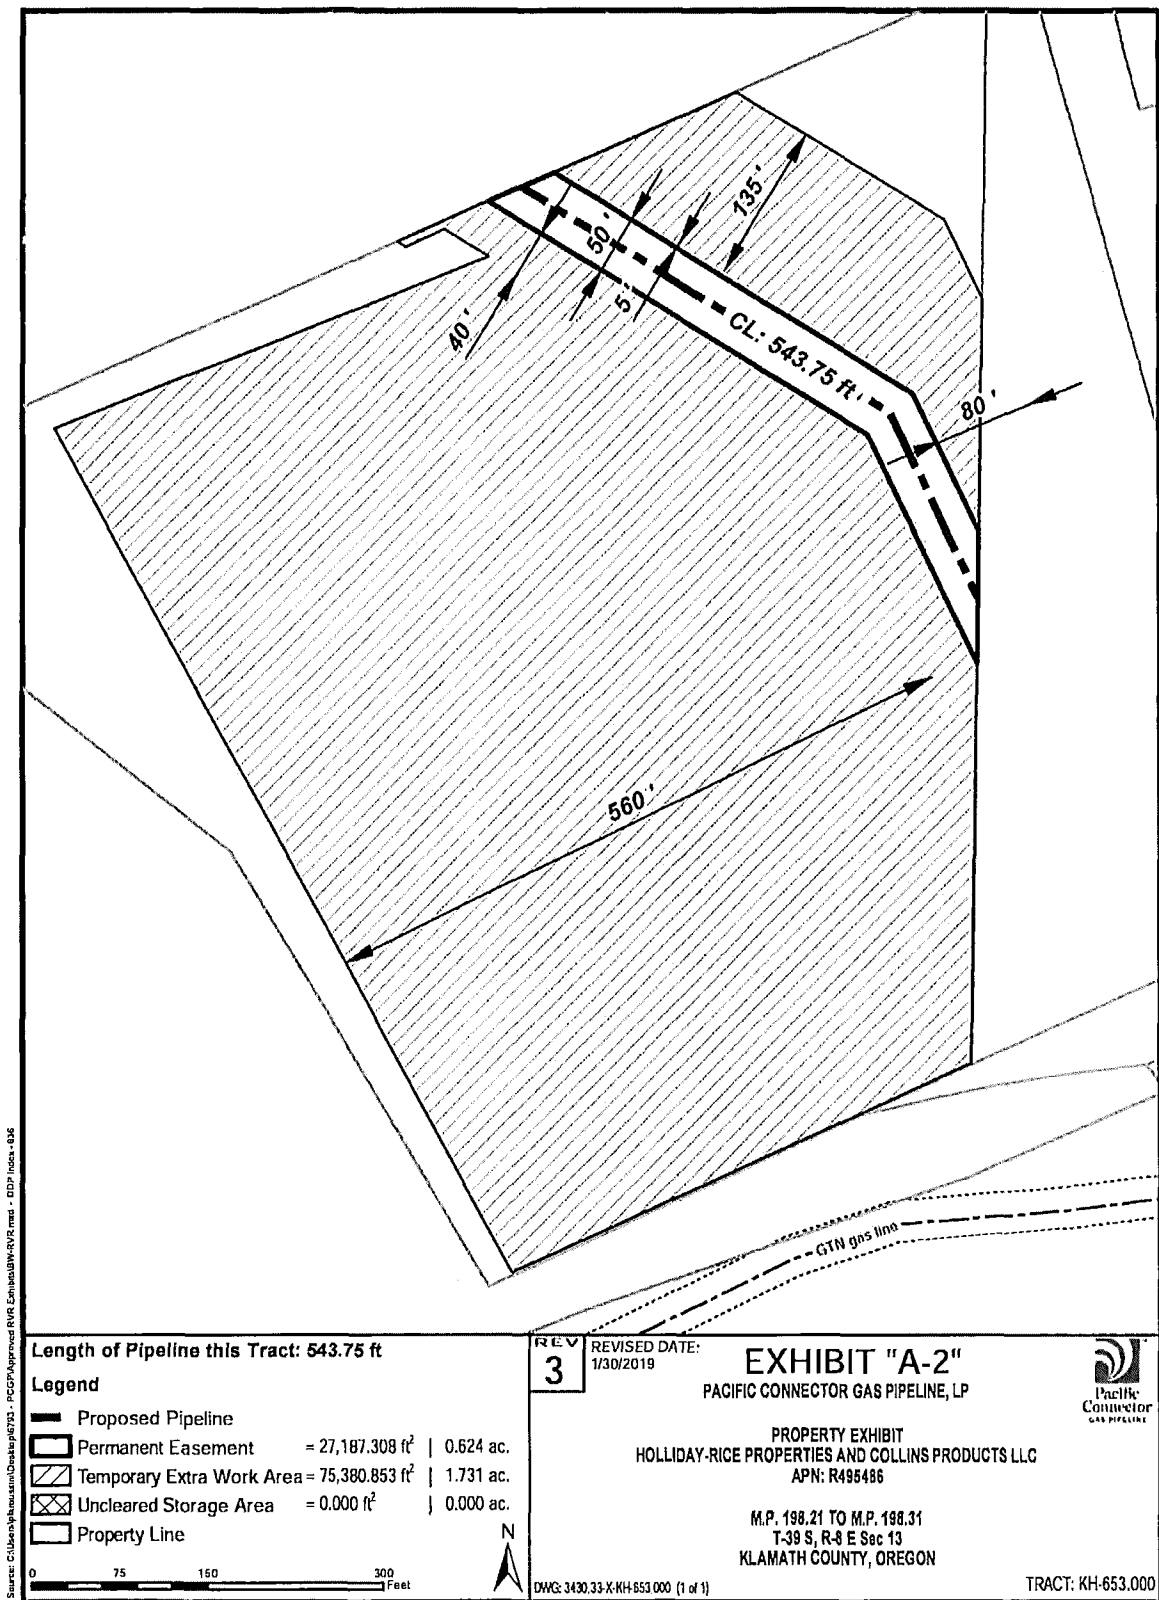 135 '
50 '
5 '
40 '
CL: 543.75 ft
80 '
560 '
GTN gas line
Length of Pipeline this Tract: 543.75 ft
Legend
Proposed Pipeline
Permanent Easement = 27,187.308 ft² | 0.624 ac.
Temporary Extra Work Area = 75,380.853 ft² | 1.731 ac.
Uncleared Storage Area = 0.000 ft² | 0.000 ac.
Property Line
N
0 75 150 300
Feet
REV
3
REVISED DATE:
1/30/2019
EXHIBIT "A-2"
PACIFIC CONNECTOR GAS PIPELINE, LP
PROPERTY EXHIBIT
HOLLIDAY-RICE PROPERTIES AND COLLINS PRODUCTS LLC
APN: R495486
M.P. 198.21 TO M.P. 198.31
T-39 S, R-8 E Sec 13
KLAMATH COUNTY, OREGON
DWG: 3430.33-X-KH-653.000 (1 of 1)
TRACT: KH-653.000
Pacific
Connector
GAS PIPELINE